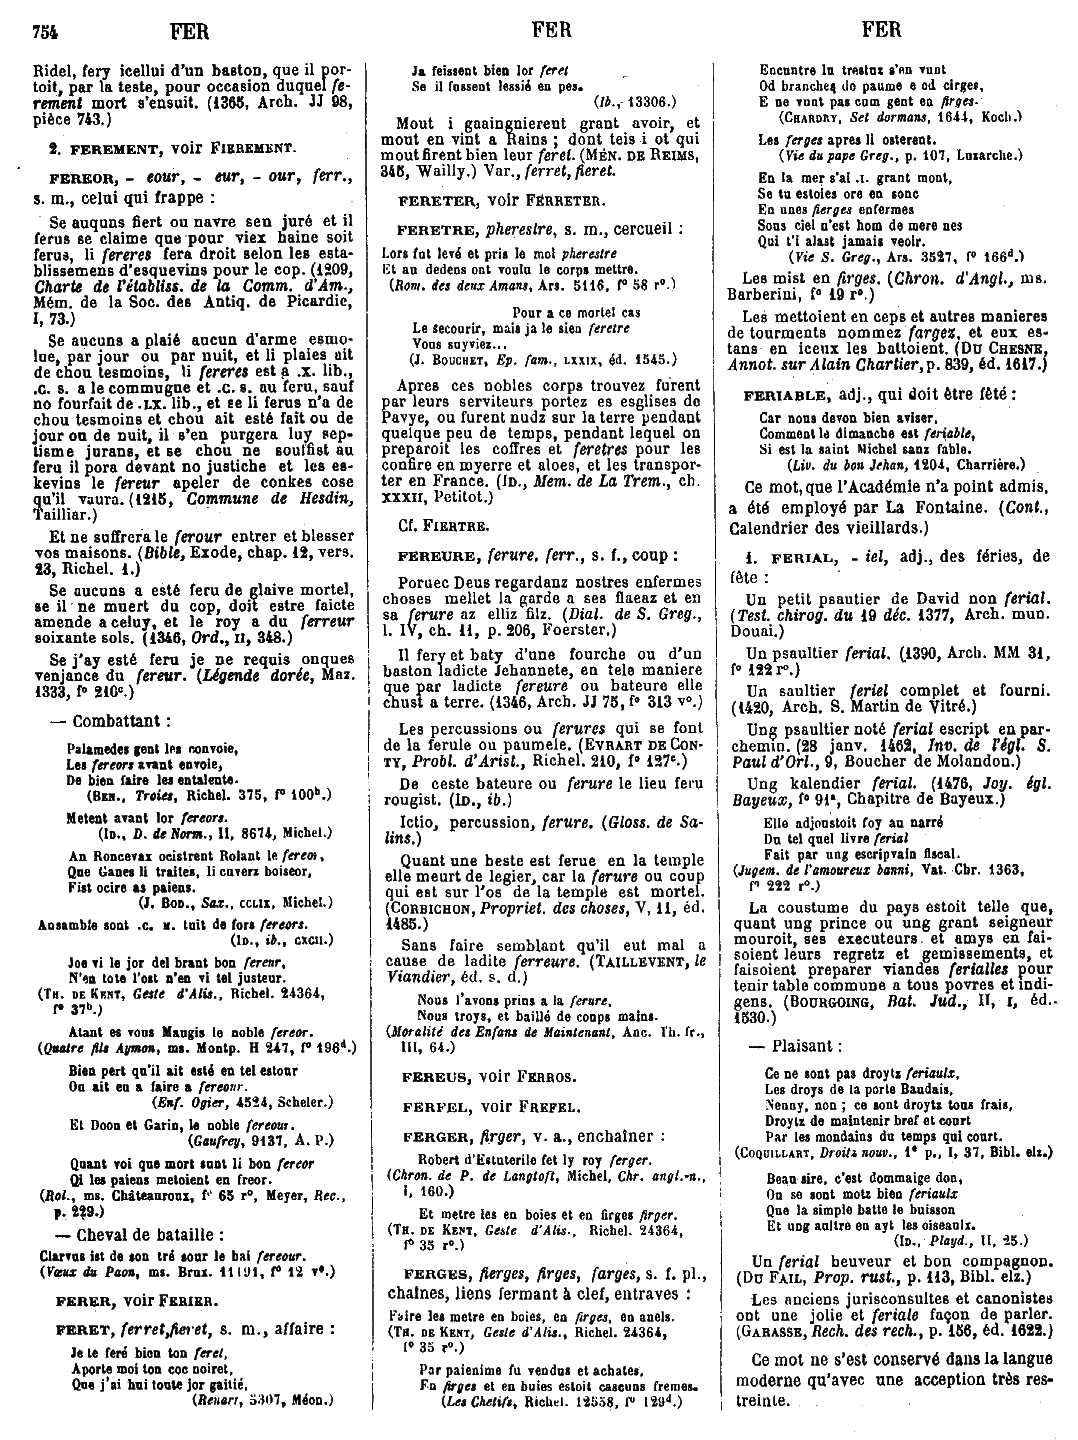 754 FER FER FER
Ridel, fery icellui d'un baston, que il por-
toit, par la teste, pour occasion duquel fe-
rement mort s'ensuit. (1365, Arch. JJ 98,
pièce 743.)
2. FEREMENT, voir FIEREMENT.
FEREOR, - eour, - eur, - our, ferr.,
s. m., celui qui frappe :
Se auquns fiert ou navre sen juré et il
ferus se claime que pour viex haine soit
ferus, li fereres fera droit selon les esta-
blissemens d'esquevins pour le cop. (1209,
Charte de l'établiss. de la Comm. d'Am.,
Mém. de la Soc. des Antiq. de Picardie,
I, 73.)
Se aucuns a plaié aucun d'arme esmo-
lue, par jour ou par nuit, et li plaies ait
de chou tesmoins, li fereres est a .x. lib.,
.c. s. a le commugne et .c. s. au feru, sauf
no fourfait de .LX. lib., et se li ferus n'a de
chou tesmoins et chou ait esté fait ou de
jour ou de nuit, il s'en purgera luy sep-
tisme jurans, et se chou ne souffist au
feru il pora devant no justiche et les es-
kevins le fereur apeler de conkes cose
qu'il vaura. (1215, Commune de Hesdin,
Tailliar.)
Et ne suffrera le ferour entrer et blesser
vos maisons. (Bible, Exode, chap. 12, vers.
23, Richel. 1.)
Se aucuns a esté feru de glaive mortel,
se il ne muert du cop, doit estre faicte
amende a celuy, et le roy a du ferreur
soixante sols. (1346, Ord., II, 348.)
Se j'ay esté feru je ne requis onques
venjance du fereur. (Légende dorée, Maz.
1333, f° 210c.)
— Combattant :
Palamedes gent les convoie,
Les fereors avant envoie,
De bien faire les entalente.
(BEN., Troies, Richel. 375, f° 100b.)
Metent avant lor fereors.
(ID., D. de Norm., II, 8674, Michel.)
An Roncevax ocistrent Rolant le fereor,
Que Ganes li traites, li cuverz boiseor,
Fist ocire as paiens.
(J. BOD., Sax., CCLIX, Michel.)
Ansamble sont .c. M. tuit de fors fereors.
(ID., ib., CXCII.)
Joe vi le jor del brant bon fereur,
N'en tote l'ost n'en vi tel justeur.
(TH. DE KENT, Geste d'Alis., Richel. 24364,
f° 37b.)
Atant es vous Maugis le noble fereor.
(Quatre fils Aymon, ms. Montp. H 247, f° 196d.)
Bien pert qu'il ait esté en tel estour
Ou ait eu a faire a fereour.
(Enf. Ogier, 4524, Scheler.)
Et Doon et Garin, le noble fereour.
(Gaufrey, 9137, A. P.)
Quant voi que mort sunt li bon fereor
Qi les paiens metoient en freor.
(Rol., ms. Châteauroux, f° 65 r°, Meyer, Rec.,
p. 229.)
— Cheval de bataille :
Clarvus ist de son tré sour le bai fereour.
(Vœux du Paon, ms. Brux. 11191, f° 12 v°.)
FERER, voir FERIER.
FERET, ferret, fieret, s. m., affaire :
Je te feré bien ton feret,
Aporte moi ton coc noiret,
Que j'ai hui toute jor gaitié,
(Renart, 5307, Méon.)
Ja feissent bien lor feret
Se il fussent lessié en pes.
(Ib., 13306.)
Mout i gaaingnierent grant avoir, et
mout en vint a Rains ; dont teis i ot qui
mout firent bien leur feret. (MÉN. DE REIMS,
345, Wailly.) Var., ferret, fieret.
FERETER, voir FERRETER.
FERETRE, pherestre, s. m., cercueil :
Lors fut levé et pris le mol pherestre
Et au dedens ont voulu le corps mettre.
(Rom. des deux Amans, Ars. 5116, f° 58 r°.)
Pour a ce mortel cas
Le secourir, mais ja le sien feretre
Vous suyviez...
(J. BOUCHET, Ep. fam., LXXIX, éd. 1545.)
Apres ces nobles corps trouvez furent
par leurs serviteurs portez es esglises de
Pavye, ou furent nudz sur la terre pendant
quelque peu de temps, pendant lequel on
preparoit les coffres et feretres pour les
confire en myerre et aloes, et les transpor-
ter en France. (ID., Mem. de La Trem., ch.
XXXII, Petitot.)
Cf. FIERTRE.
FEREURE, ferure, ferr., s. f., coup :
Poruec Deus regardanz nostres enfermes
choses mellet la garde a ses flaeaz et en
sa ferure az elliz filz. (Dial. de S. Greg.,
l. IV, ch. 11, p. 206, Foerster.)
Il fery et baty d'une fourche ou d'un
baston ladicte Jehannete, en tele maniere
que par ladicte fereure ou bateure elle
chust a terre. (1346, Arch. JJ 75, f° 313 v°.)
Les percussions ou ferures qui se font
de la ferule ou paumele. (EVRART DE CON-
TY, Probl. d'Arist., Richel. 210, f° 127c.)
De ceste bateure ou ferure le lieu feru
rougist. (ID., ib.)
Ictio, percussion, ferure. (Gloss. de Sa-
lins.)
Quant une beste est ferue en la temple
elle meurt de legier, car la ferure ou coup
qui est sur l'os de la temple est mortel.
(CORBICHON, Propriet. des choses, V, 11, éd.
1485.)
Sans faire semblant qu'il eut mal a
cause de ladite ferreure. (TAILLEVENT, le
Viandier, éd. s. d.)
Nous l'avons prins a la ferure,
Nous troys, et baillé de coups mains.
(Moralité des Enfans de Maintenant, Anc. Th. fr.,
III, 64.)
FEREUS, voir FERROS.
FERFEL, voir FREFEL.
FERGER, firger, v. a., enchaîner :
Robert d'Estuterile fet ly roy ferger.
(Chron. de P. de Langtoft, Michel, Chr. angl.-n.,
I, 160.)
Et metre les en boies et en firges firger.
(TH. DE KENT, Geste d'Alis., Richel. 24364,
f° 35 r°.)
FERGES, fierges, firges, farges, s. f. pl.,
chaînes, liens fermant à clef, entraves :
Faire les metre en boies, en firges, en anels.
(TH. DE KENT, Geste d'Alis., Richel. 24364,
f° 35 r°.)
Par paienime fu vendus et achates,
En firges et en buies estoit cascuns fremes.
(Les Chetifs, Richel. 12558, f° 129d.)
Encuntre lu trestuz s'en vunt
Od branches do paume e od cirges,
E ne vunt pas com gent en firges.
(CHARDRY, Set dormans, 1644, Koch.)
Les ferges apres li osterent.
(Vie du pape Greg., p. 107, Luzarche.)
En la mer s'ai .I. grant mont,
Se tu estoies ore en sonc
En unes fierges enfermes
Sous ciel n'est hom de mere nes
Qui t'i alast jamais veoir.
(Vie S. Greg., Ars. 3527, f° 166d.)
Les mist en firges. (Chron. d'Angl., ms.
Barberini, f° 19 r°.)
Les mettoient en ceps et autres manieres
de tourments nommez fargez, et eux es-
tans en iceux les battoient. (DU CHESNE,
Annot. sur Alain Chartier, p. 839, éd. 1617.)
FERIABLE, adj., qui doit être fêté :
Car nous devon bien aviser,
Comment le dimanche est feriable,
Si est la saint Michel sanz fable.
(Liv. du bon Jehan, 1204, Charrière.)
Ce mot, que l'Académie n'a point admis,
a été employé par La Fontaine. (Cont.,
Calendrier des vieillards.)
1. FERIAL, - iel, adj., des féries, de
fête :
Un petit psautier de David non ferial.
(Test. chirog. du 19 déc. 1377, Arch. mun.
Douai.)
Un psaultier ferial. (1390, Arch. MM 31,
f° 122 r°.)
Un saultier feriel complet et fourni.
(1420, Arch. S. Martin de Vitré.)
Ung psaultier noté ferial escript en par-
chemin. (28 janv. 1462, Inv. de l'égl. S.
Paul d'Orl., 9, Boucher de Molandon.)
Ung kalendier ferial. (1476, Joy. égl.
Bayeux, f° 91a, Chapitre de Bayeux.)
Elle adjoustoit foy au narré
Du tel quel livre ferial
Fait par ung escripvain fiscal.
(Jugem. de l'amoureux banni, Vat. Chr. 1363,
f° 222 r°.)
La coustume du pays estoit telle que,
quant ung prince ou ung grant seigneur
mouroit, ses executeurs et amys en fai-
soient leurs regretz et gemissements, et
faisoient preparer viandes ferialles pour
tenir table commune a tous povres et indi-
gens. (BOURGOING, Bat. Jud., II, I, éd.
1530.)
— Plaisant :
Ce ne sont pas droytz feriaulx,
Les droys de la porte Baudais,
Nenny, non ; ce sont droytz tous frais,
Droytz de maintenir bref et court
Par les mondains du temps qui court.
(COQUILLART, Droitz nouv., 1e p., I, 37, Bibl. elz.)
Beau sire, c'est dommaige don,
Ou se sont motz bien feriaulx
Que la simple batte le buisson
Et ung aultre en ayt les oiseaulx.
(ID., Playd., II, 25.)
Un ferial beuveur et bon compagnon.
(DU FAIL, Prop. rust., p. 113, Bibl. elz.)
Les anciens jurisconsultes et canonistes
ont une jolie et feriale façon de parler.
(GARASSE, Rech. des rech., p. 156, éd. 1622.)
Ce mot ne s'est conservé dans la langue
moderne qu'avec une acception très res-
treinte.